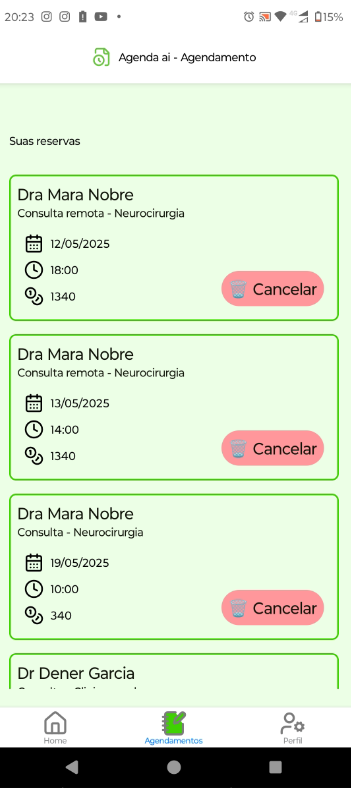 20:23
4G
15%
Agenda ai - Agendamento
Suas reservas
Dra Mara Nobre
Consulta remota - Neurocirurgia
12/05/2025
18:00
1340
Cancelar
Dra Mara Nobre
Consulta remota - Neurocirurgia
13/05/2025
14:00
1340
Cancelar
Dra Mara Nobre
Consulta - Neurocirurgia
19/05/2025
10:00
340
Cancelar
Dr Dener Garcia
Home
Agendamentos
Perfil